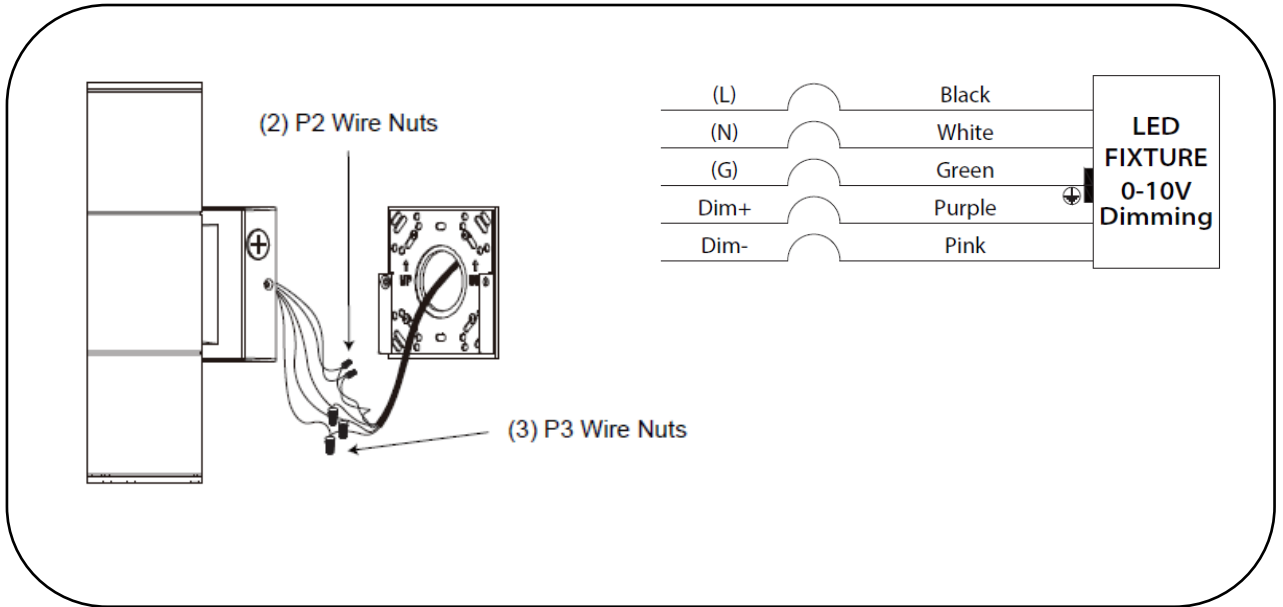 (2) P2 Wire Nuts
(3) P3 Wire Nuts
UP
(L) Black
(N) White
(G) Green
Dim+ Purple
Dim- Pink
LED
FIXTURE
0-10V
Dimming